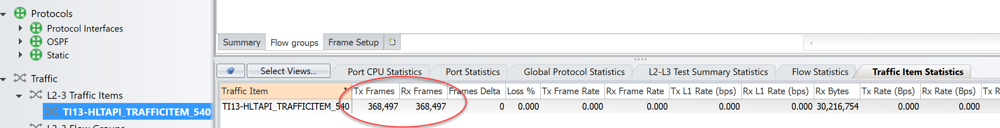 Protocols
Protocol Interfaces
OSPF
Static
Traffic
L2-3 Traffic Items
TI13-HLTAPI_TRAFFICITEM_540
L2-3 Flow Groups
Summary Flow groups Frame Setup
Select Views... Port CPU Statistics Port Statistics Global Protocol Statistics L2-L3 Test Summary Statistics Flow Statistics Traffic Item Statistics
Traffic Item Tx Frames Rx Frames Frames Delta Loss % Tx Frame Rate Rx Frame Rate Tx L1 Rate (bps) Rx L1 Rate (bps) Rx Bytes Tx Rate (Bps) Rx Rate (Bps) Tx R
TI13-HLTAPI_TRAFFICITEM_540 368,497 368,497 0 0.000 0.000 0.000 0.000 0.000 30,216,754 0.000 0.000